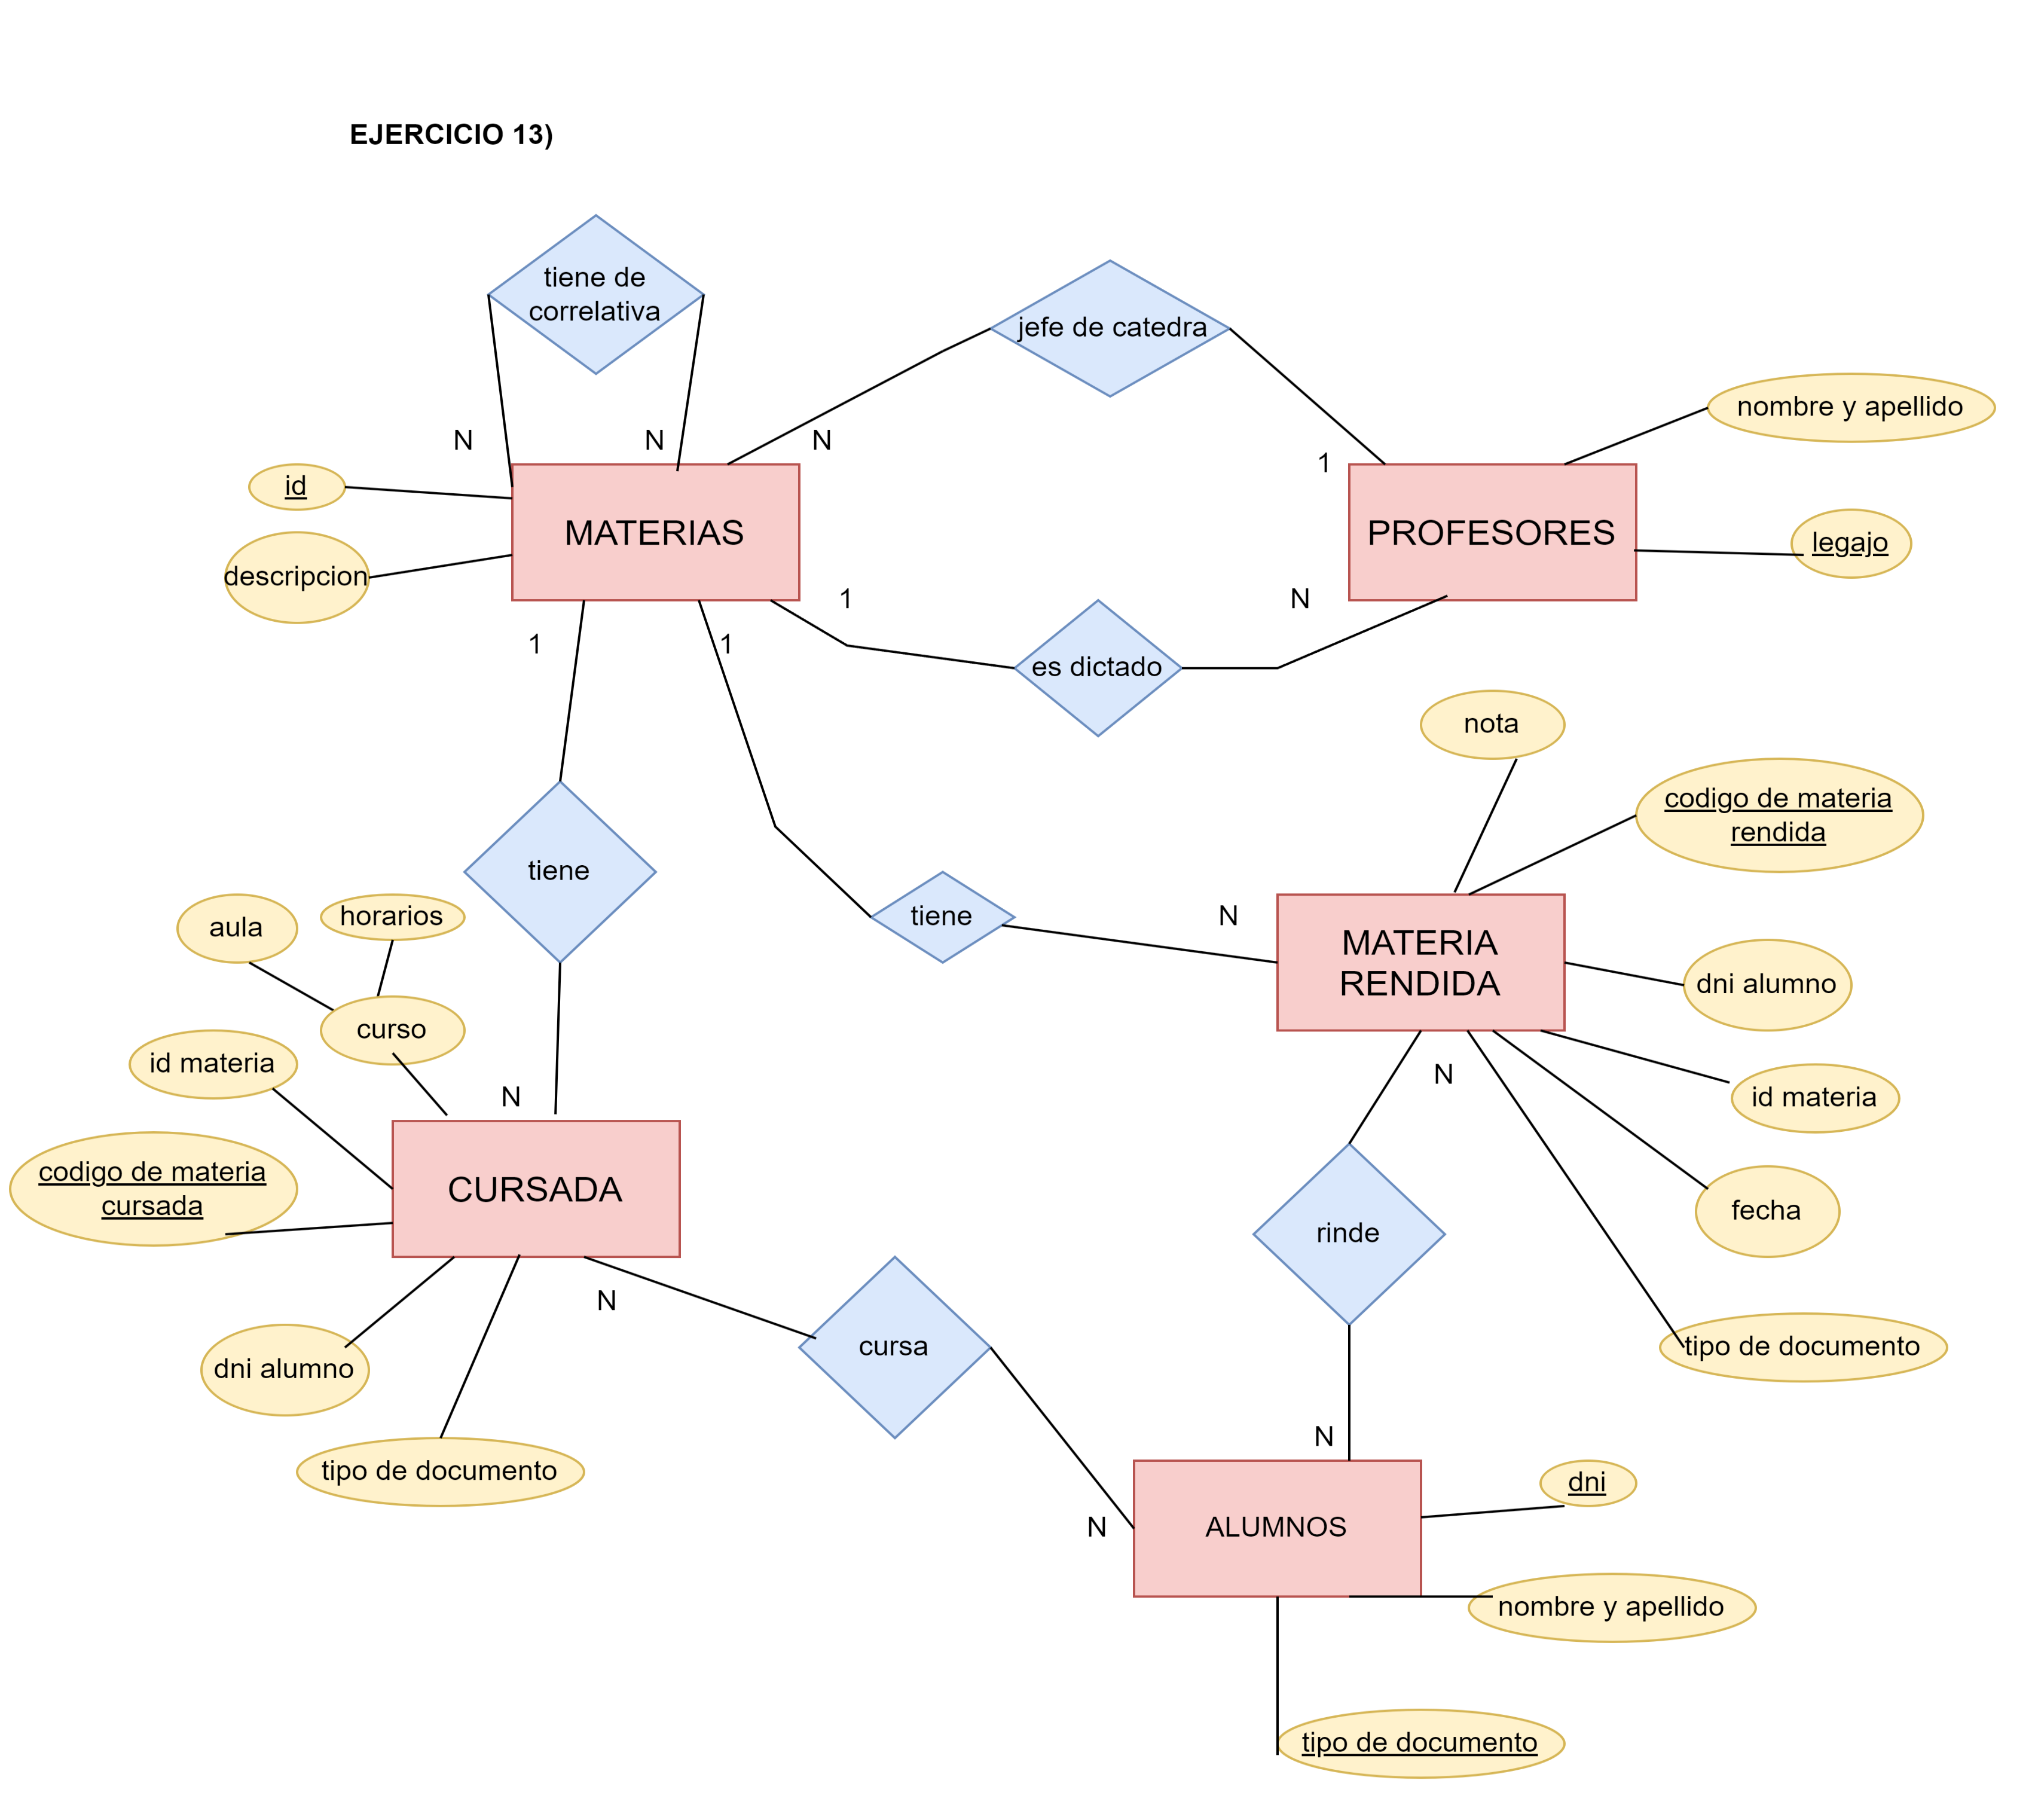 EJERCICIO 13)
tiene de
correlativa
jefe de catedra
nombre y apellido
N
N
N
1
id
MATERIAS
PROFESORES
legajo
descripcion
1
N
1
1
es dictado
nota
codigo de materia
rendida
tiene
aula
horarios
tiene
N
MATERIA
RENDIDA
dni alumno
curso
id materia
N
N
id materia
codigo de materia
cursada
CURSADA
fecha
rinde
N
cursa
tipo de documento
dni alumno
N
tipo de documento
dni
N
ALUMNOS
nombre y apellido
tipo de documento